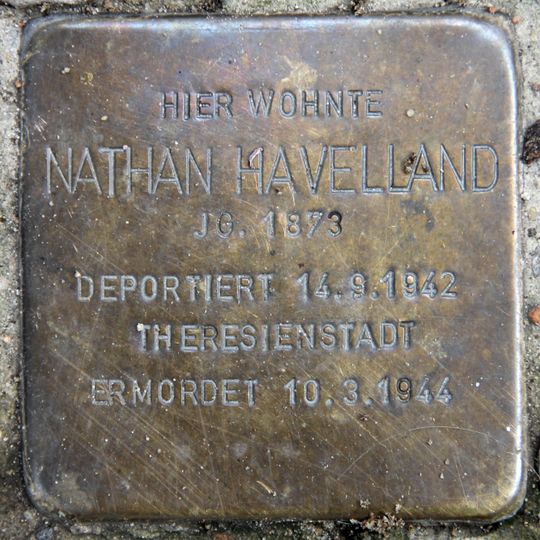 HIER WOHNTE
NATHAN HAVELLAND
JG. 1873
DEPORTIERT 14.9.1942
THERESIENSTADT
ERMORDET 10.3.1944